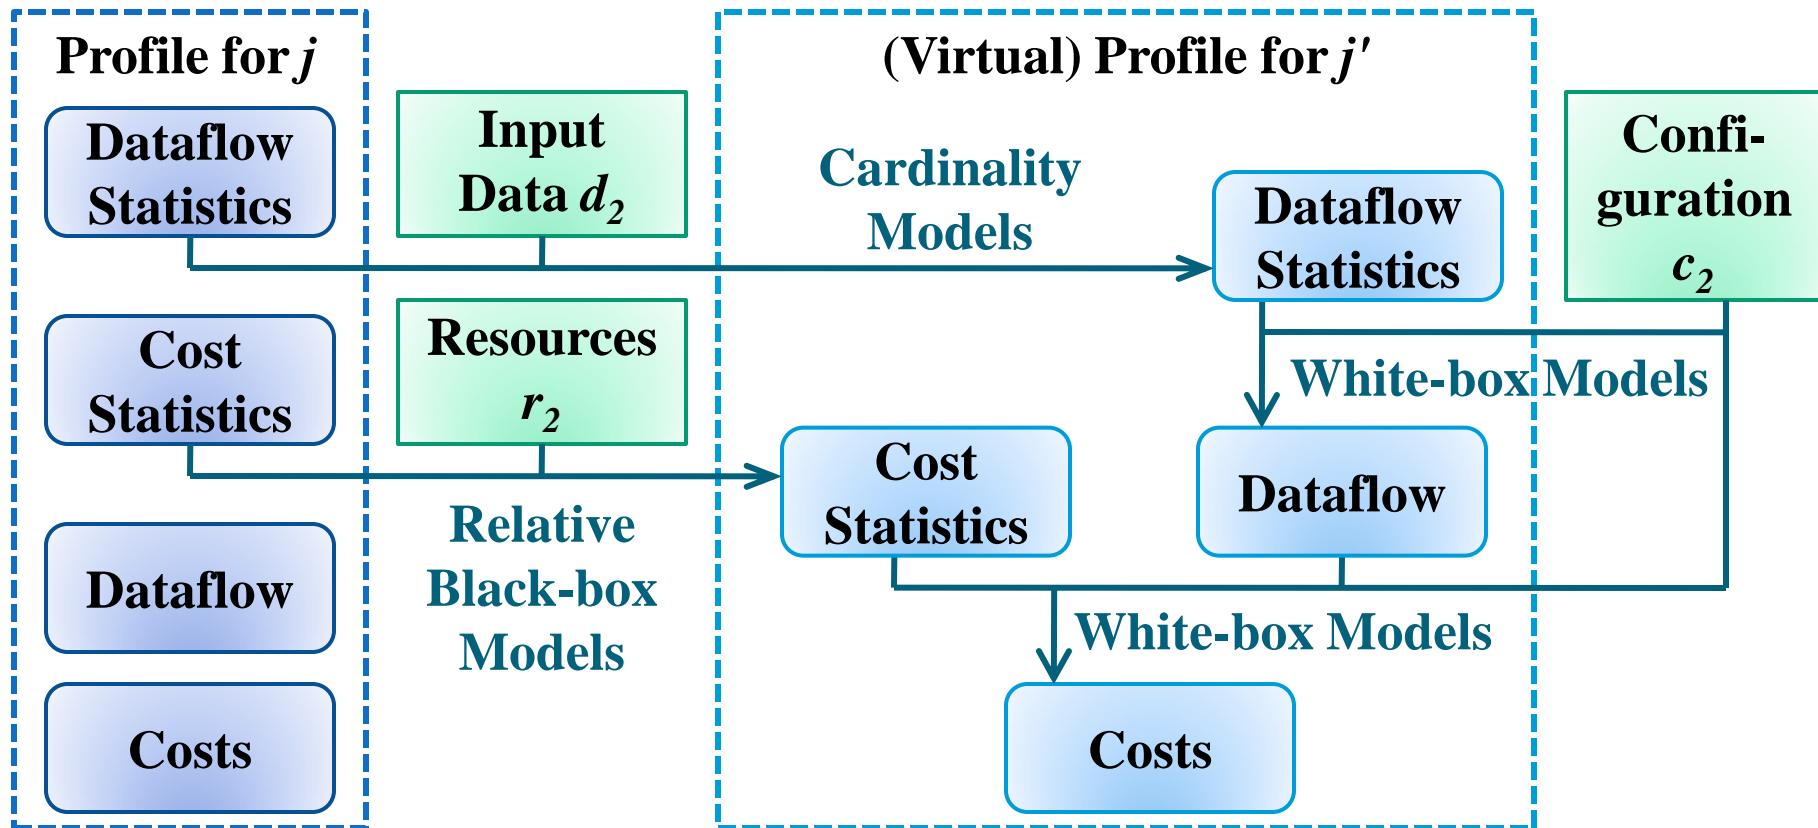 Profile for j
Dataflow
Statistics
Cost
Statistics
Dataflow
Costs
Input
Data d₂
Resources
r₂
Relative
Black-box
Models
(Virtual) Profile for j′
Cardinality
Models
Dataflow
Statistics
White-box Models
Cost
Statistics
Dataflow
White-box Models
Costs
Confi-
guration
c₂